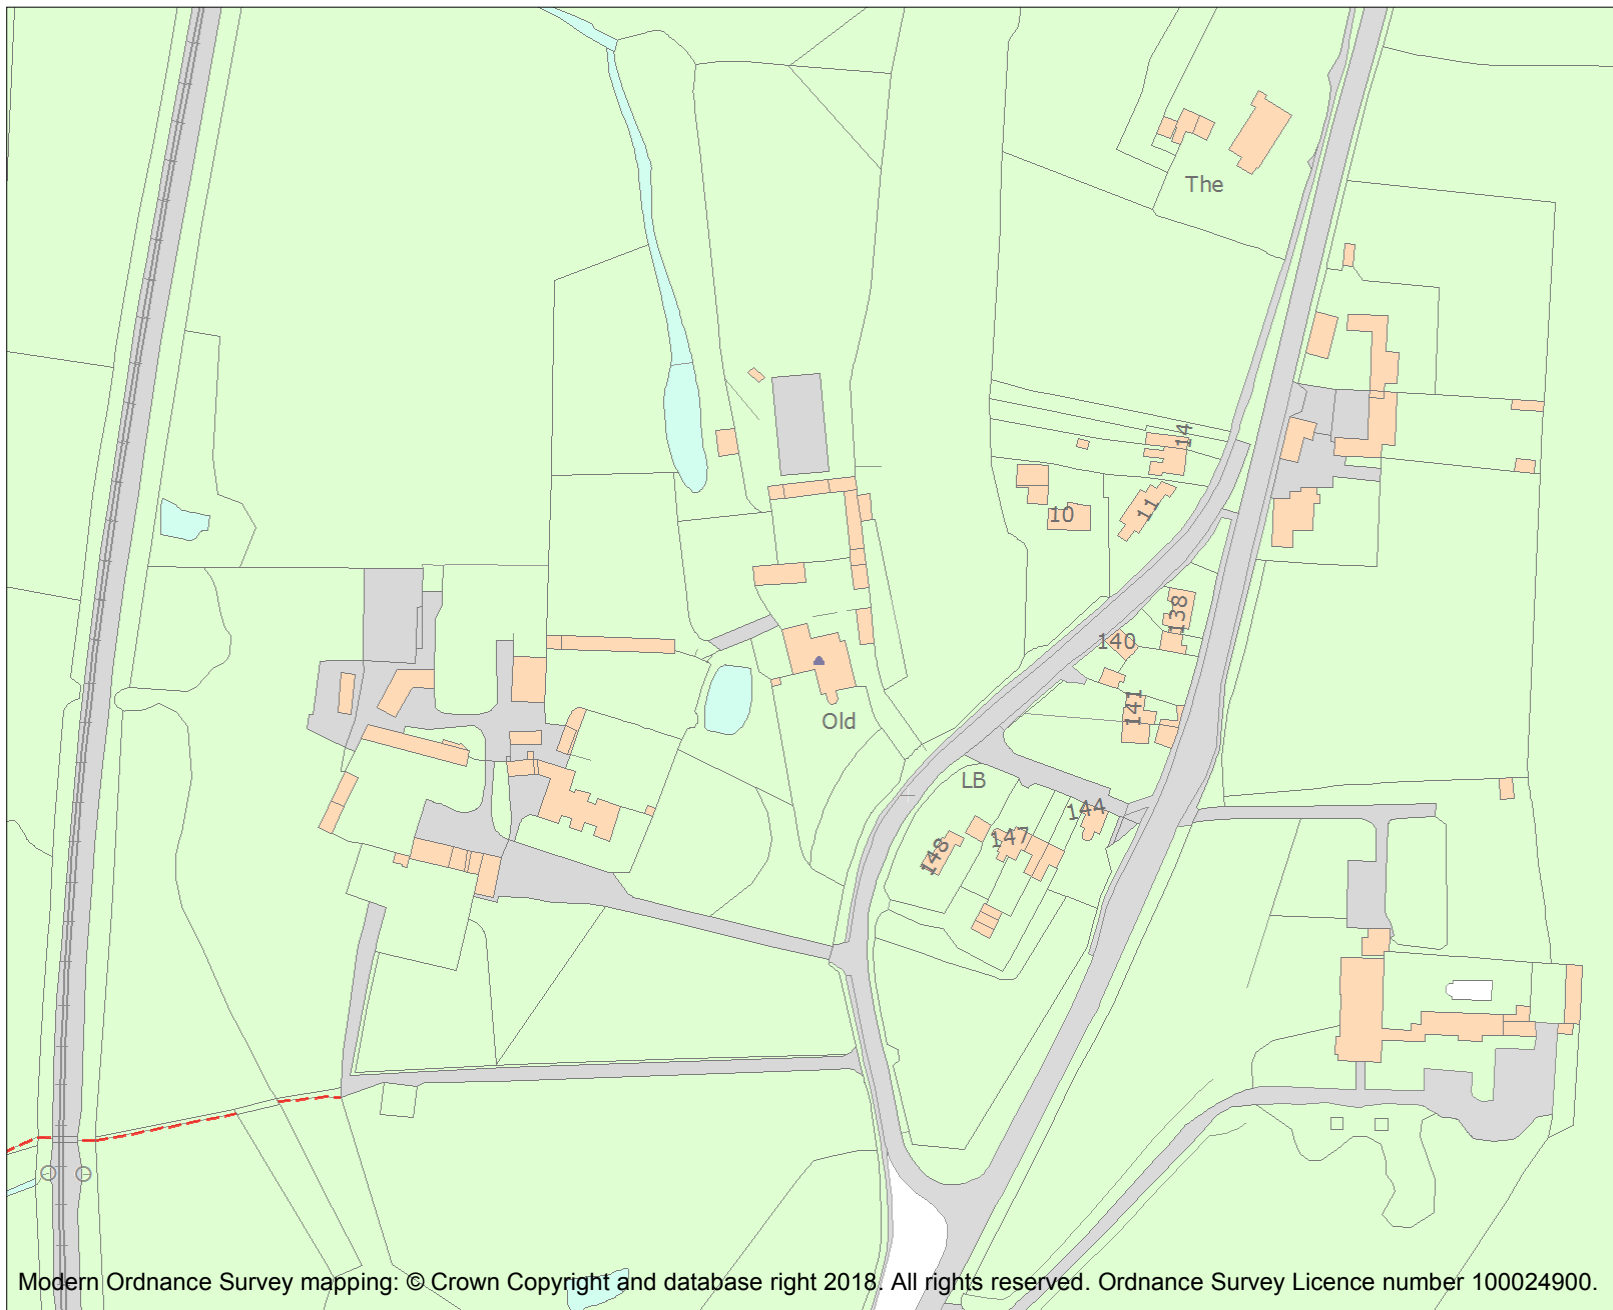 The
14
10
11
138
140
141
Old
LB
144
147
148
Modern Ordnance Survey mapping: © Crown Copyright and database right 2018. All rights reserved. Ordnance Survey Licence number 100024900.